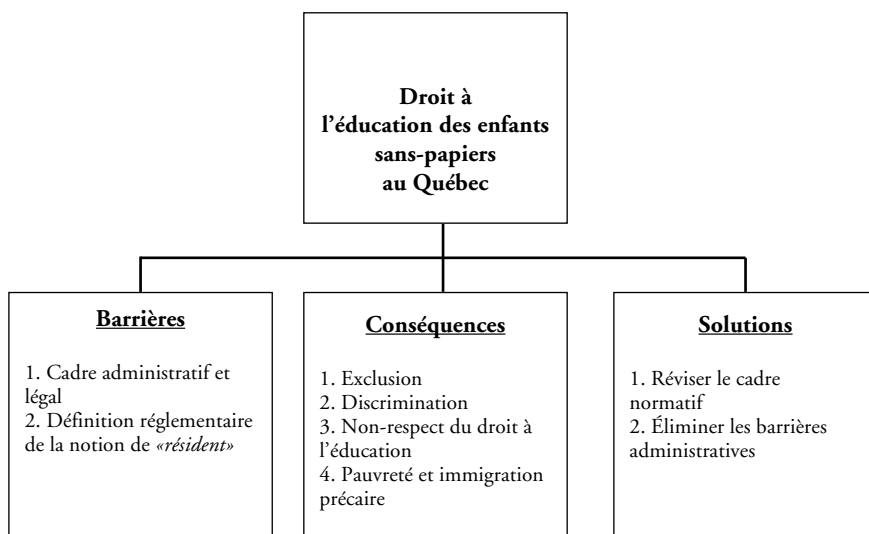 Droit à
l'éducation des enfants
sans-papiers
au Québec
Barrières
1. Cadre administratif et
légal
2. Définition réglementaire
de la notion de «résident»
Conséquences
1. Exclusion
2. Discrimination
3. Non-respect du droit à
l'éducation
4. Pauvreté et immigration
précaire
Solutions
1. Réviser le cadre
normatif
2. Éliminer les barrières
administratives